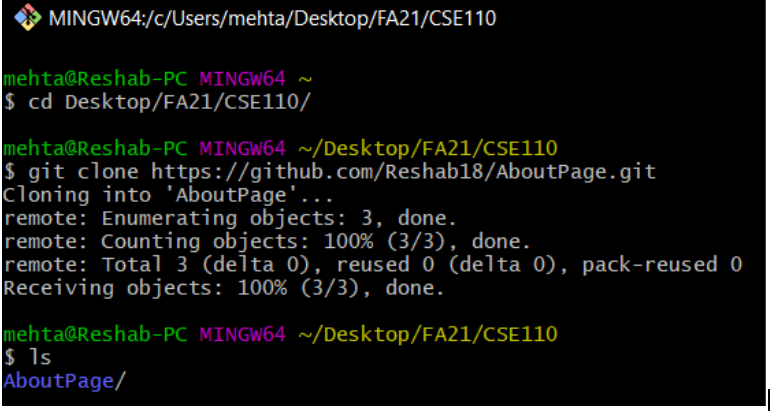 MINGW64:/c/Users/mehta/Desktop/FA21/CSE110
mehta@Reshab-PC MINGW64 ~
$ cd Desktop/FA21/CSE110/
mehta@Reshab-PC MINGW64 ~/Desktop/FA21/CSE110
$ git clone https://github.com/Reshab18/AboutPage.git
Cloning into 'AboutPage'...
remote: Enumerating objects: 3, done.
remote: Counting objects: 100% (3/3), done.
remote: Total 3 (delta 0), reused 0 (delta 0), pack-reused 0
Receiving objects: 100% (3/3), done.
mehta@Reshab-PC MINGW64 ~/Desktop/FA21/CSE110
$ ls
AboutPage/